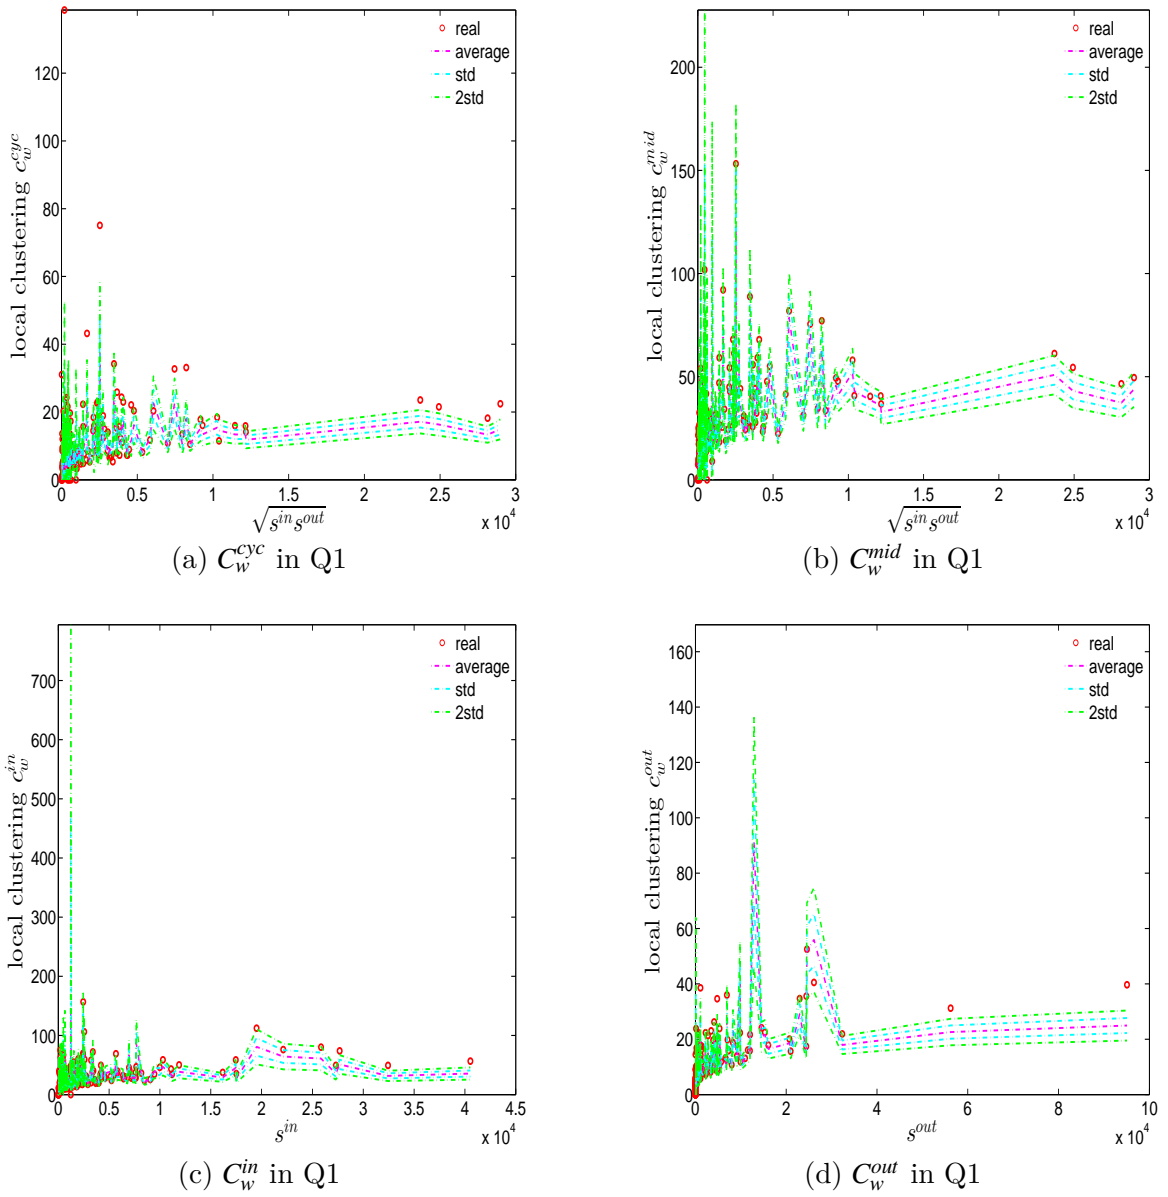 real
average
std
2std
120
100
80
60
40
20
0
local clustering c_w^{cyc}
0 0.5 1 1.5 2 2.5 3
x 10^4
√s^{in}s^{out}
(a) C_w^{cyc} in Q1
real
average
std
2std
200
150
100
50
0
local clustering c_w^{mid}
0 0.5 1 1.5 2 2.5 3
x 10^4
√s^{in}s^{out}
(b) C_w^{mid} in Q1
real
average
std
2std
700
600
500
400
300
200
100
0
local clustering c_w^{in}
0 0.5 1 1.5 2 2.5 3 3.5 4 4.5
x 10^4
s^{in}
(c) C_w^{in} in Q1
real
average
std
2std
160
140
120
100
80
60
40
20
0
local clustering c_w^{out}
0 2 4 6 8 10
x 10^4
s^{out}
(d) C_w^{out} in Q1